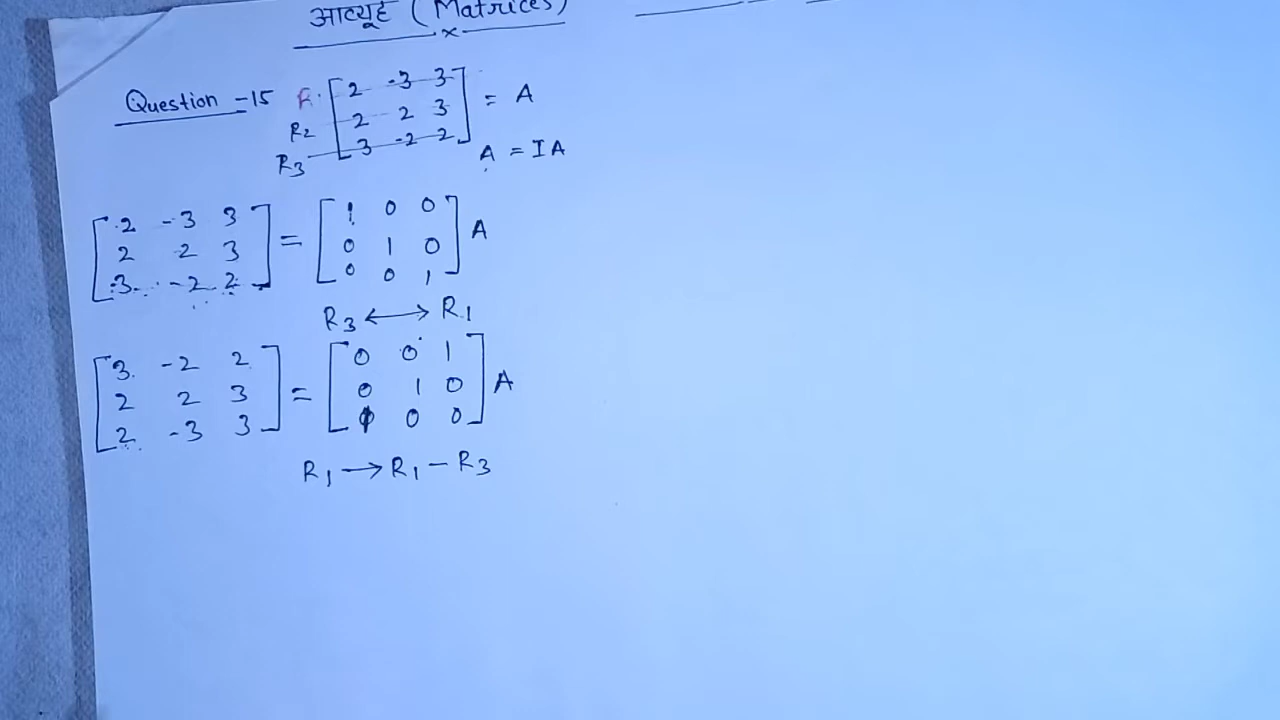 आव्यूह (Matrices)
x
Question - 15 R. [ 2 -3 3 ]
R2 [ 2 2 3 ] = A
R3 [ 3 -2 2 ]
A = IA
[ 2 -3 3 ] [ 1 0 0 ]
[ 2 2 3 ] = [ 0 1 0 ] A
[ 3 -2 2 ] [ 0 0 1 ]
R3 ↔ R1
[ 3 -2 2 ] [ 0 0 1 ]
[ 2 2 3 ] = [ 0 1 0 ] A
[ 2 -3 3 ] [ 1 0 0 ]
R1 → R1 - R3